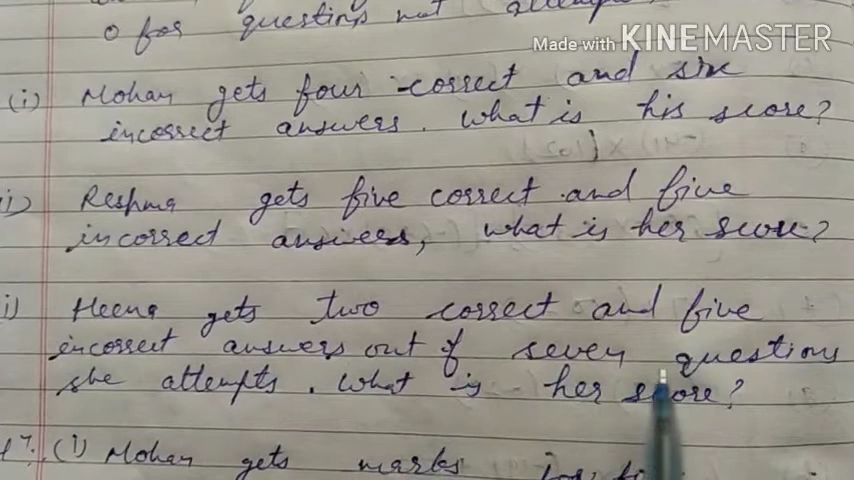 0 for questions not
Made with KINEMASTER
(i) Mohan gets four correct and six
incorrect answers. What is his score?
i) Reshma gets five correct and five
incorrect answers, what is her score?
i) Heena gets two correct and five
incorrect answers out of seven questions
she attempts. What is her score?
(i) Mohan gets marks for